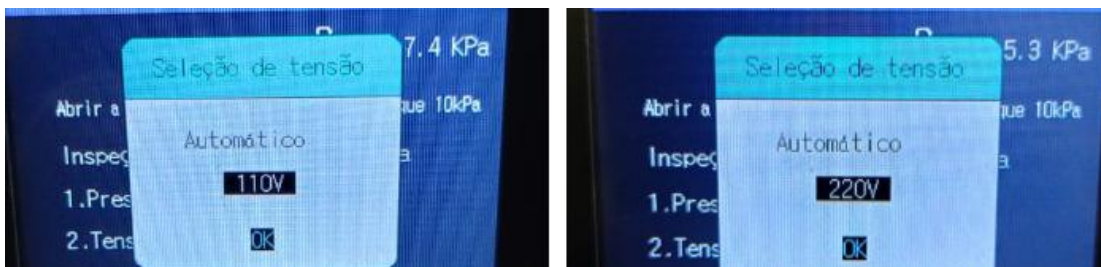 7.4 KPa
Seleção de tensão
Abrir a
que 10kPa
Automático
Inspeç
a
110V
1.Pres
2.Tens
OK
5.3 KPa
Seleção de tensão
Abrir a
que 10kPa
Automático
Inspeç
a
220V
1.Pres
2.Tens
OK